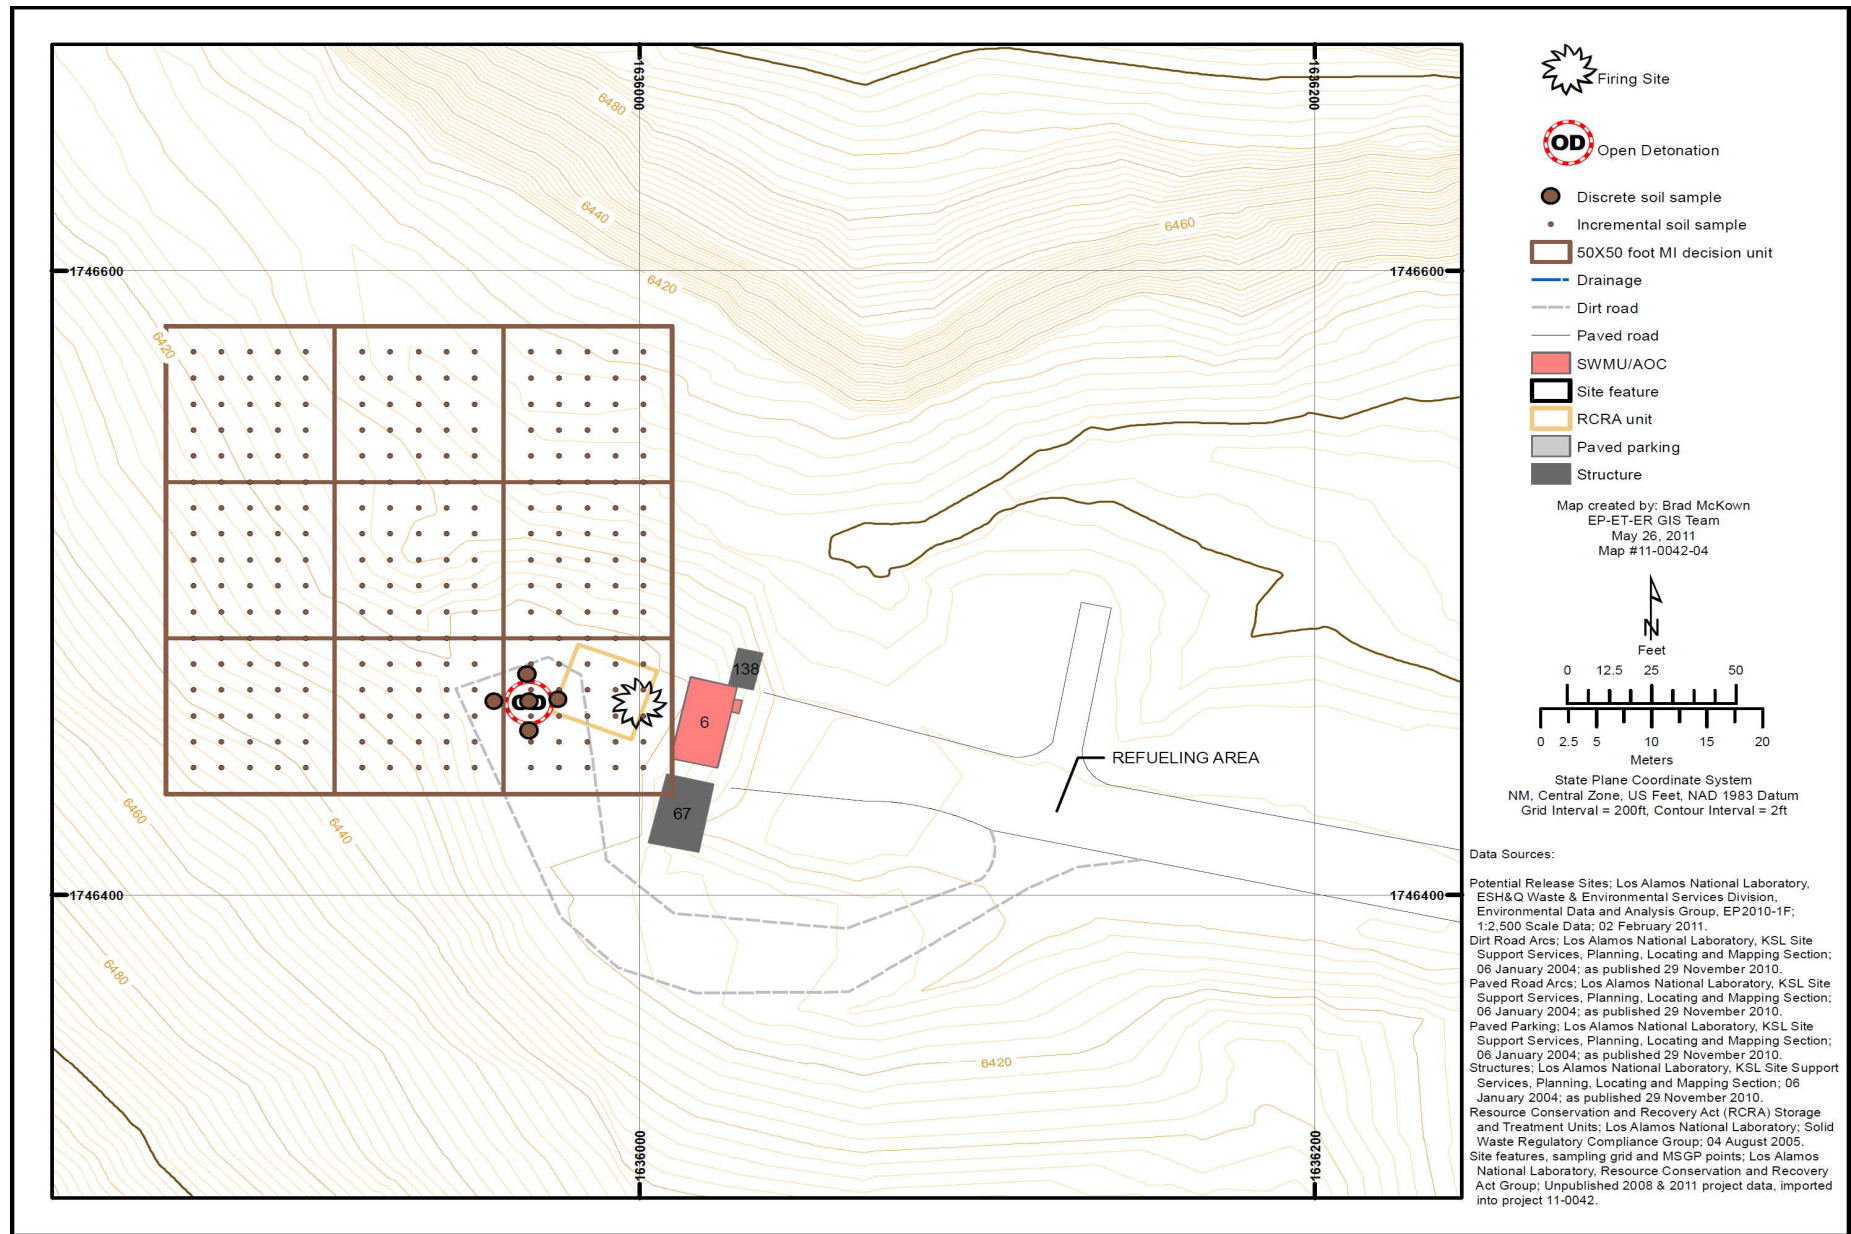 1636000
1636200
6480
6440
6460
6420
1746600
1746600
6420
138
6
67
REFUELING AREA
OD
6460
6440
6480
1746400
1746400
6420
1636000
1636200
Firing Site
OD
Open Detonation
Discrete soil sample
Incremental soil sample
50X50 foot MI decision unit
Drainage
Dirt road
Paved road
SWMU/AOC
Site feature
RCRA unit
Paved parking
Structure
Map created by: Brad McKown
EP-ET-ER GIS Team
May 26, 2011
Map #11-0042-04
N
Feet
0 12.5 25 50
0 2.5 5 10 15 20
Meters
State Plane Coordinate System
NM, Central Zone, US Feet, NAD 1983 Datum
Grid Interval = 200ft, Contour Interval = 2ft
Data Sources:
Potential Release Sites; Los Alamos National Laboratory,
ESH&Q Waste & Environmental Services Division,
Environmental Data and Analysis Group, EP2010-1F;
1:2,500 Scale Data; 02 February 2011.
Dirt Road Arcs; Los Alamos National Laboratory, KSL Site
Support Services, Planning, Locating and Mapping Section;
06 January 2004; as published 29 November 2010.
Paved Road Arcs; Los Alamos National Laboratory, KSL Site
Support Services, Planning, Locating and Mapping Section;
06 January 2004; as published 29 November 2010.
Paved Parking; Los Alamos National Laboratory, KSL Site
Support Services, Planning, Locating and Mapping Section;
06 January 2004; as published 29 November 2010.
Structures; Los Alamos National Laboratory, KSL Site Support
Services, Planning, Locating and Mapping Section; 06
January 2004; as published 29 November 2010.
Resource Conservation and Recovery Act (RCRA) Storage
and Treatment Units; Los Alamos National Laboratory; Solid
Waste Regulatory Compliance Group; 04 August 2005.
Site features, sampling grid and MSGP points; Los Alamos
National Laboratory, Resource Conservation and Recovery
Act Group; Unpublished 2008 & 2011 project data, imported
into project 11-0042.